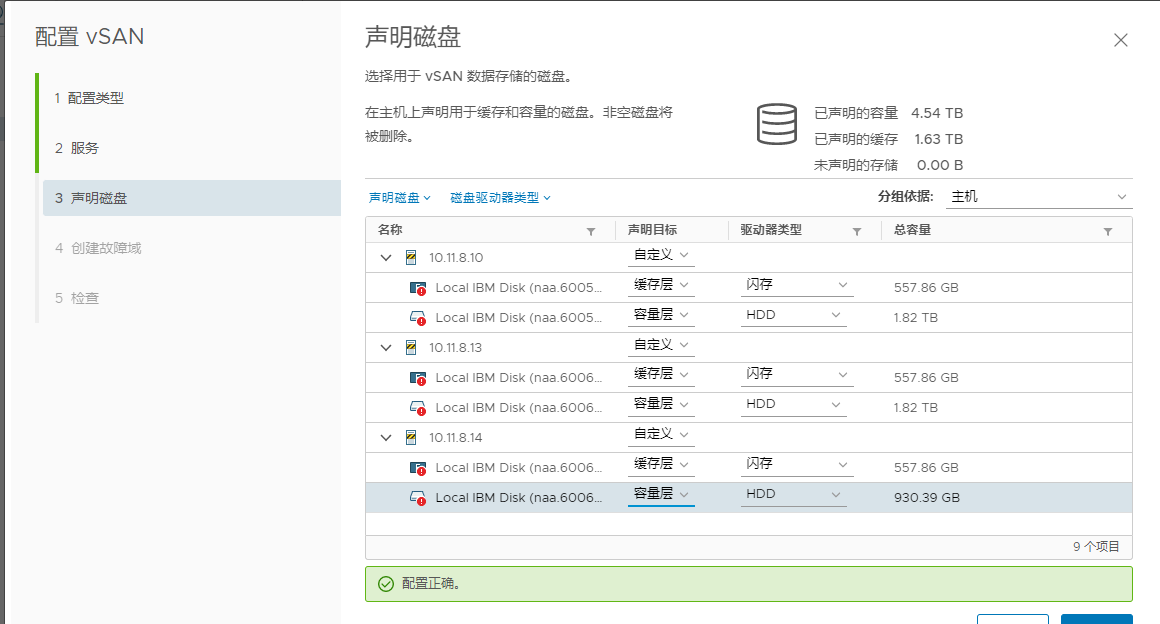 配置 vSAN
1 配置类型
2 服务
3 声明磁盘
4 创建故障域
5 检查
声明磁盘
选择用于 vSAN 数据存储的磁盘。
在主机上声明用于缓存和容量的磁盘。非空磁盘将
被删除。
已声明的容量 4.54 TB
已声明的缓存 1.63 TB
未声明的存储 0.00 B
声明磁盘 磁盘驱动器类型 分组依据: 主机
名称 声明目标 驱动器类型 总容量
10.11.8.10 自定义
Local IBM Disk (naa.6005... 缓存层 闪存 557.86 GB
Local IBM Disk (naa.6005... 容量层 HDD 1.82 TB
10.11.8.13 自定义
Local IBM Disk (naa.6006... 缓存层 闪存 557.86 GB
Local IBM Disk (naa.6006... 容量层 HDD 1.82 TB
10.11.8.14 自定义
Local IBM Disk (naa.6006... 缓存层 闪存 557.86 GB
Local IBM Disk (naa.6006... 容量层 HDD 930.39 GB
9 个项目
配置正确。